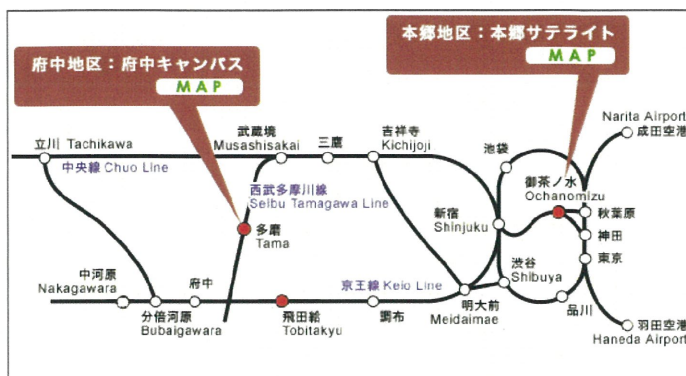 府中地区：府中キャンパス
MAP
本郷地区：本郷サテライト
MAP
Narita Airport
成田空港
立川 Tachikawa
中央線 Chuo Line
武蔵境
Musashisakai
三鷹
吉祥寺
Kichijoji
池袋
御茶ノ水
Ochanomizu
秋葉原
神田
東京
西武多摩川線
Seibu Tamagawa Line
多磨
Tama
新宿
Shinjuku
渋谷
Shibuya
品川
中河原
Nakagawara
分倍河原
Bubaigawara
府中
飛田給
Tobitakyu
京王線 Keio Line
調布
明大前
Meidaimae
羽田空港
Haneda Airport